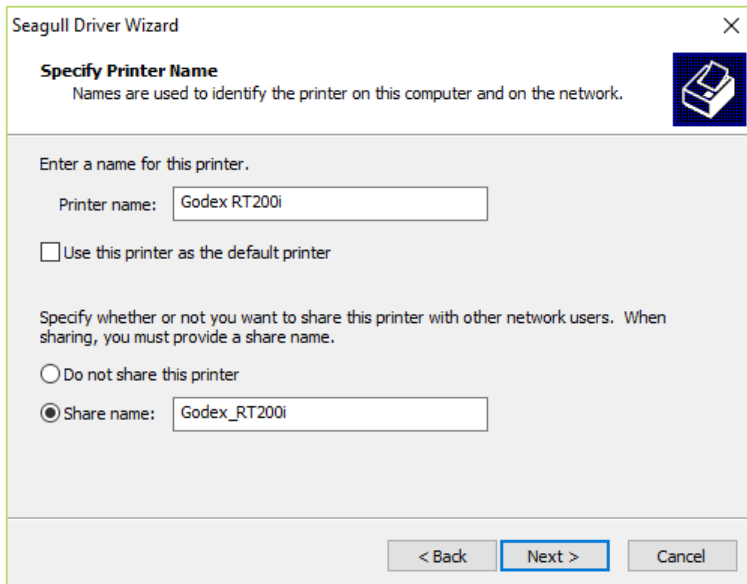 Seagull Driver Wizard
Specify Printer Name
Names are used to identify the printer on this computer and on the network.
Enter a name for this printer.
Printer name: Godex RT200i
Use this printer as the default printer
Specify whether or not you want to share this printer with other network users. When
sharing, you must provide a share name.
Do not share this printer
Share name: Godex_RT200i
< Back Next > Cancel